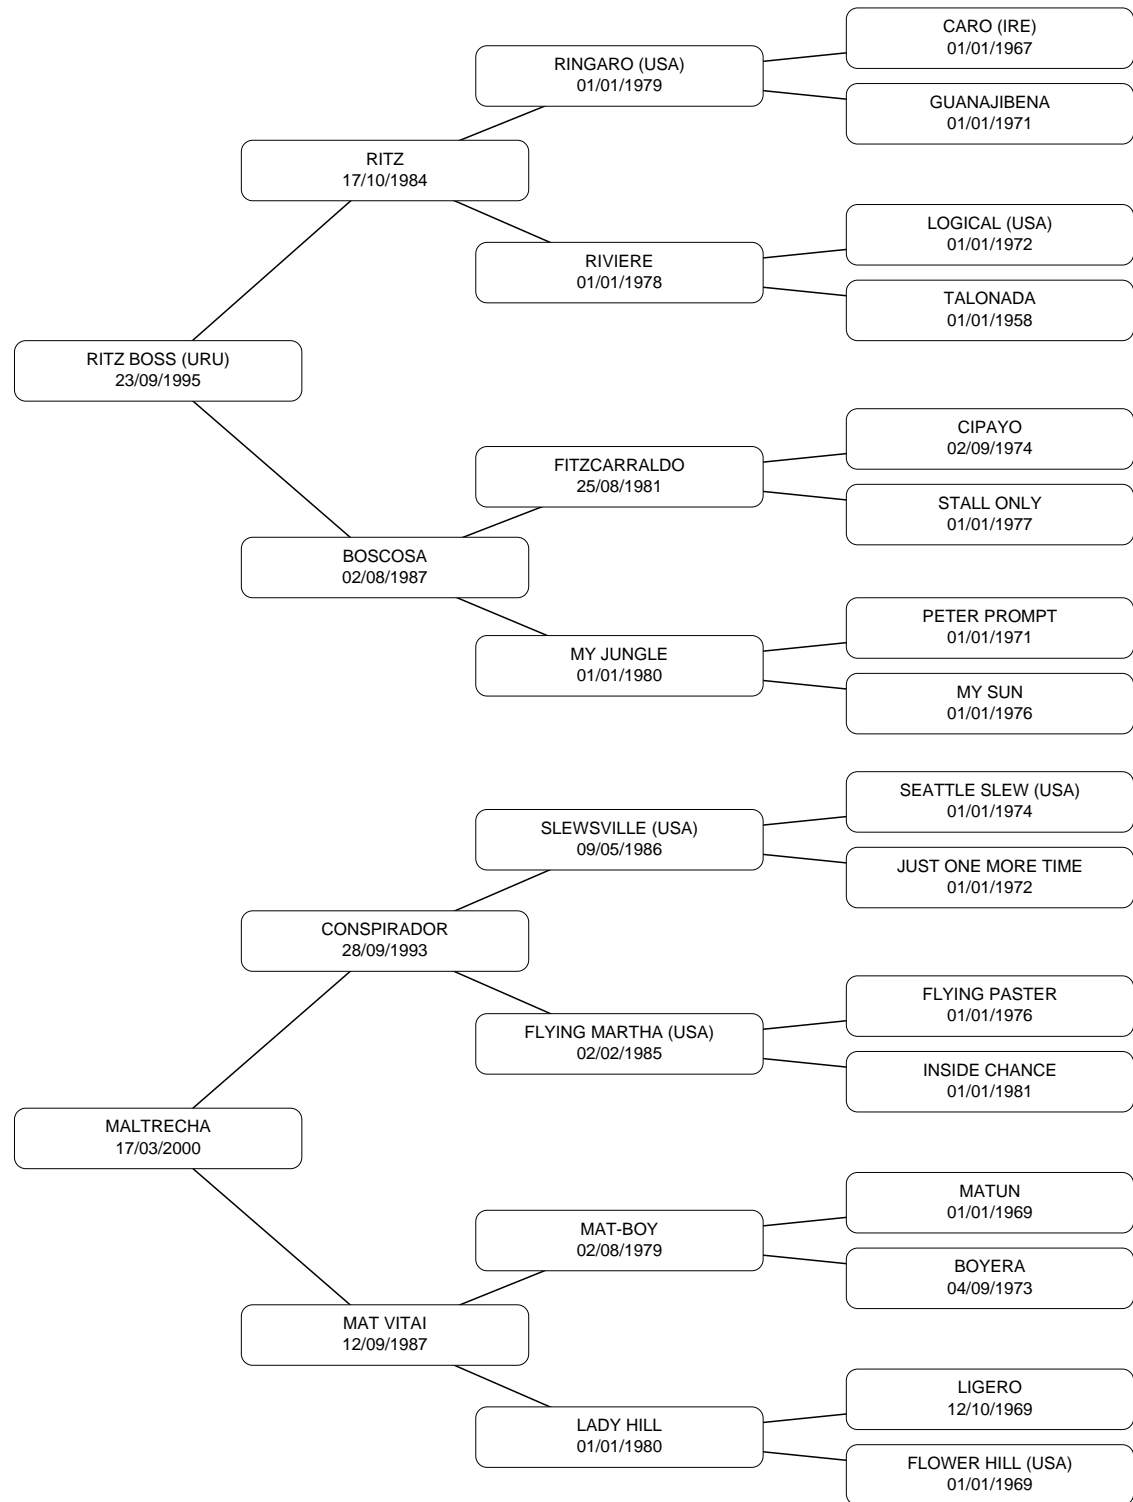 CARO (IRE)
01/01/1967
RINGARO (USA)
01/01/1979
GUANAJIBENA
01/01/1971
RITZ
17/10/1984
LOGICAL (USA)
01/01/1972
RIVIERE
01/01/1978
TALONADA
01/01/1958
RITZ BOSS (URU)
23/09/1995
CIPAYO
02/09/1974
FITZCARRALDO
25/08/1981
STALL ONLY
01/01/1977
BOSCOSA
02/08/1987
PETER PROMPT
01/01/1971
MY JUNGLE
01/01/1980
MY SUN
01/01/1976
SEATTLE SLEW (USA)
01/01/1974
SLEWSVILLE (USA)
09/05/1986
JUST ONE MORE TIME
01/01/1972
CONSPIRADOR
28/09/1993
FLYING PASTER
01/01/1976
FLYING MARTHA (USA)
02/02/1985
INSIDE CHANCE
01/01/1981
MALTRECHA
17/03/2000
MATUN
01/01/1969
MAT-BOY
02/08/1979
BOYERA
04/09/1973
MAT VITAI
12/09/1987
LIGERO
12/10/1969
LADY HILL
01/01/1980
FLOWER HILL (USA)
01/01/1969